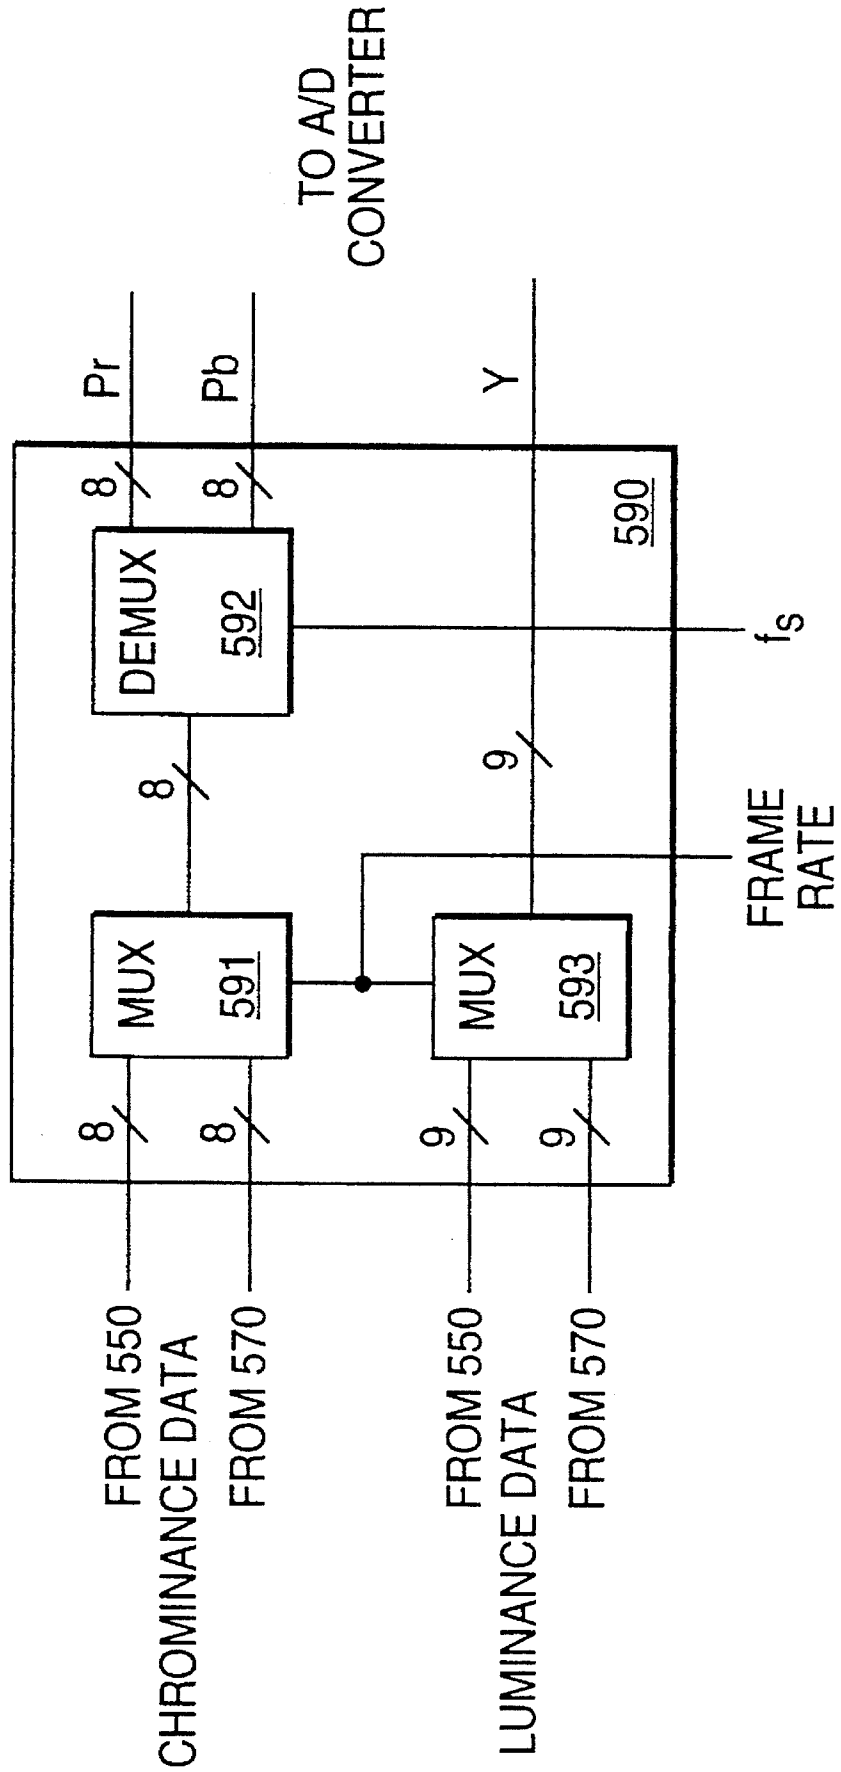 FROM 550
CHROMINANCE DATA
FROM 570
8
8
MUX
591
8
DEMUX
592
8
8
Pr
Pb
TO A/D
CONVERTER
FROM 550
LUMINANCE DATA
FROM 570
9
9
MUX
593
9
Y
590
FRAME
RATE
fs